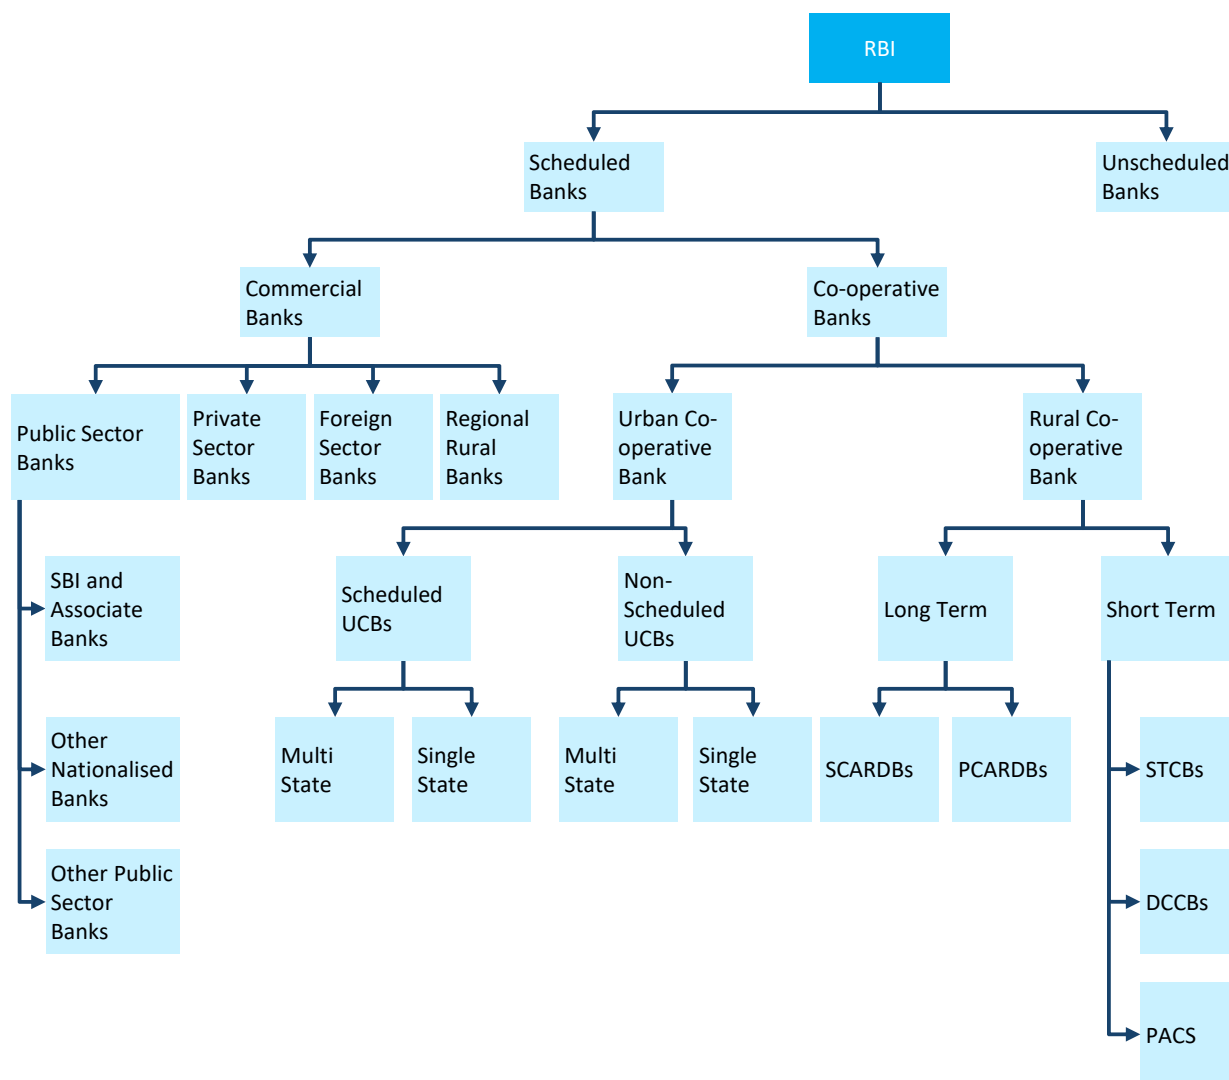 RBI
Scheduled
Banks
Unscheduled
Banks
Commercial
Banks
Co-operative
Banks
Public Sector
Banks
Private
Sector
Banks
Foreign
Sector
Banks
Regional
Rural
Banks
Urban Co-
operative
Bank
Rural Co-
operative
Bank
SBI and
Associate
Banks
Scheduled
UCBs
Non-
Scheduled
UCBs
Long Term
Short Term
Other
Nationalised
Banks
Multi
State
Single
State
Multi
State
Single
State
SCARDBs
PCARDBs
STCBs
Other Public
Sector
Banks
DCCBs
PACS